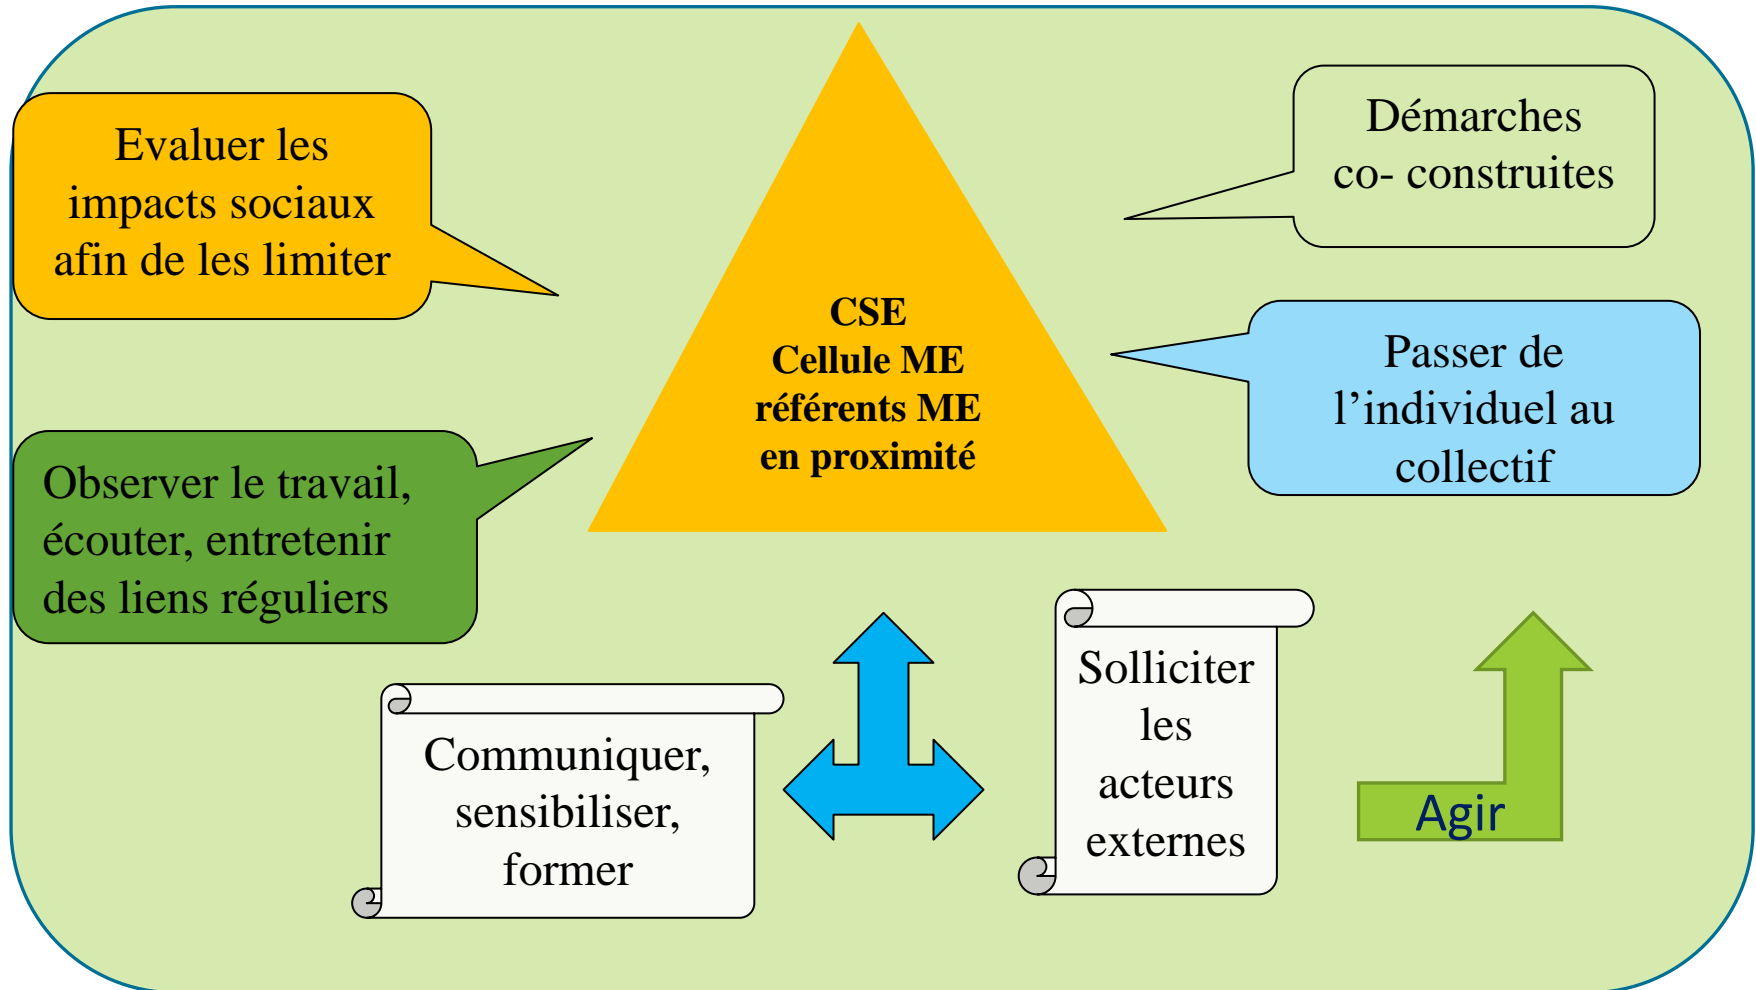 Evaluer les
impacts sociaux
afin de les limiter
Démarches
co- construites
CSE
Cellule ME
référents ME
en proximité
Passer de
l’individuel au
collectif
Observer le travail,
écouter, entretenir
des liens réguliers
Communiquer,
sensibiliser,
former
Solliciter
les
acteurs
externes
Agir